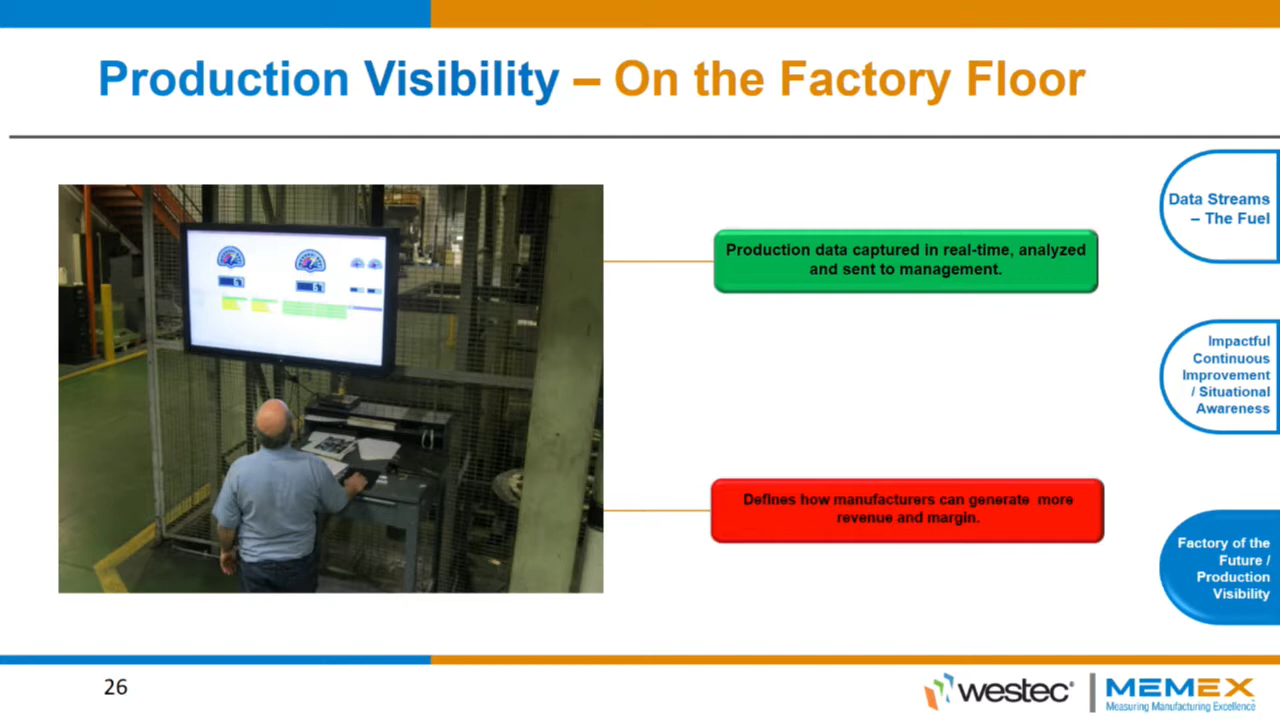 Production Visibility – On the Factory Floor
Data Streams
– The Fuel
Production data captured in real-time, analyzed
and sent to management.
Impactful
Continuous
Improvement
/ Situational
Awareness
Defines how manufacturers can generate more
revenue and margin.
Factory of the
Future /
Production
Visibility
26
westec®
MEMEX
Measuring Manufacturing Excellence